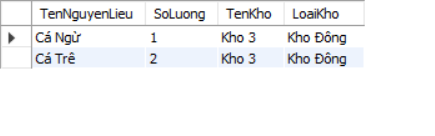 TenNguyenLieu SoLuong TenKho LoaiKho
Cá Ngừ 1 Kho 3 Kho Đông
Cá Trê 2 Kho 3 Kho Đông